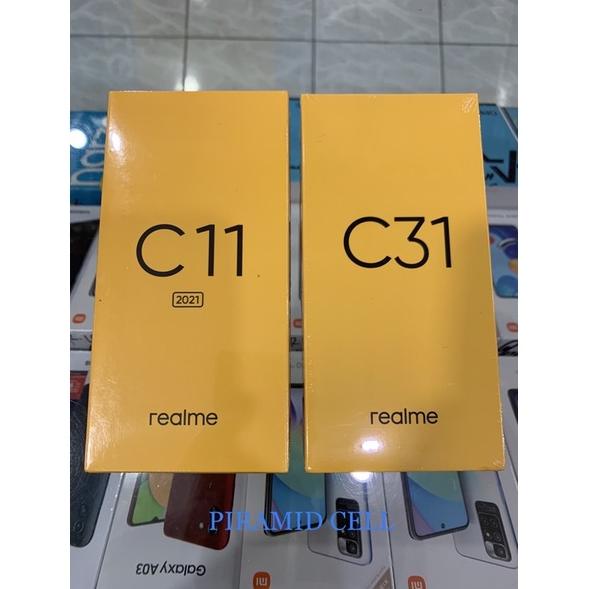 C11
2021
realme
C31
realme
PIRAMID CELL
Galaxy A03